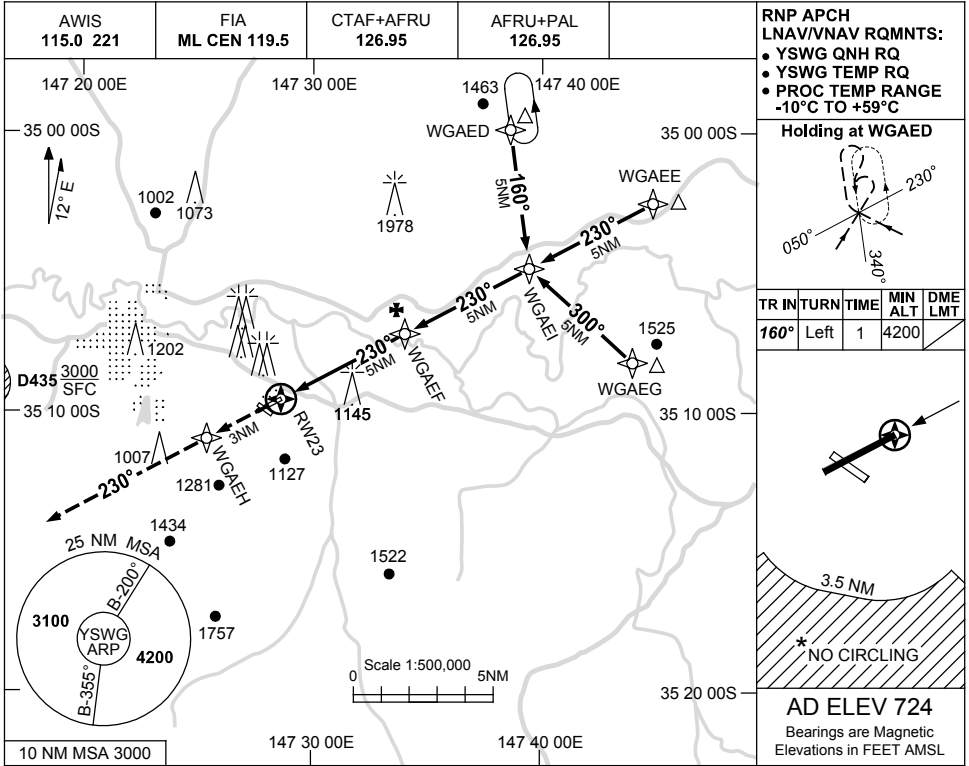 AWIS
115.0 221
FIA
ML CEN 119.5
CTAF+AFRU
126.95
AFRU+PAL
126.95
RNP APCH
LNAV/VNAV RQMNTS:
• YSWG QNH RQ
• YSWG TEMP RQ
• PROC TEMP RANGE
-10°C TO +59°C
Holding at WGAED
230°
050°
340°
TR IN TURN TIME MIN ALT DME LMT
160° Left 1 4200
3.5 NM
*NO CIRCLING
AD ELEV 724
Bearings are Magnetic
Elevations in FEET AMSL
147 20 00E
147 30 00E
147 40 00E
1463
35 00 00S
WGAED
35 00 00S
12° E
1002
1073
1978
160°
5NM
WGAEE
230°
5NM
WGAEI
230°
5NM
300°
5NM
1525
WGAEG
WGAEF
230°
5NM
1202
D435 3000
SFC
1145
35 10 00S
35 10 00S
RW23
3NM
WGAEH
1007
230°
1127
1281
1434
1522
1757
25 NM MSA
B-200°
3100
YSWG
ARP
4200
B-355°
Scale 1:500,000
0 5NM
35 20 00S
147 30 00E
147 40 00E
10 NM MSA 3000